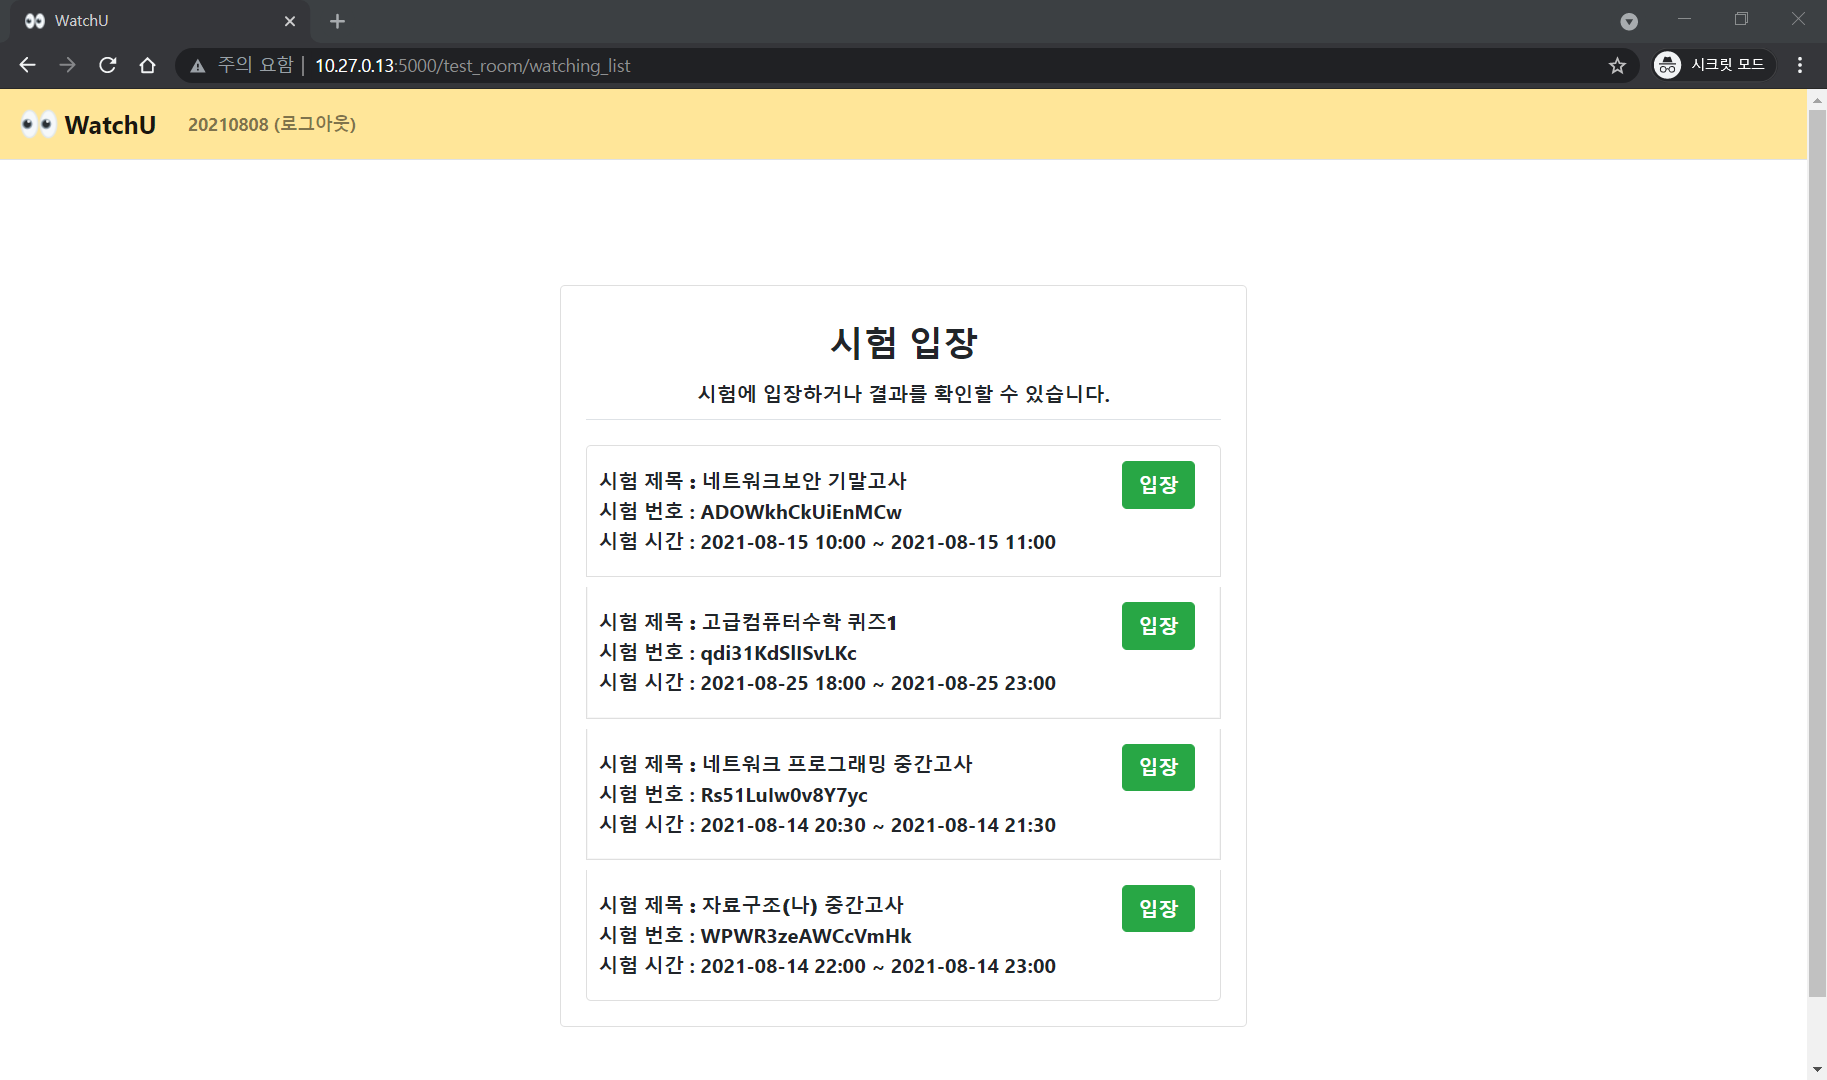 WatchU
주의 요함 | 10.27.0.13:5000/test_room/watching_list
시크릿 모드
WatchU 20210808 (로그아웃)
시험 입장
시험에 입장하거나 결과를 확인할 수 있습니다.
시험 제목 : 네트워크보안 기말고사
입장
시험 번호 : ADOWkhCkUiEnMCw
시험 시간 : 2021-08-15 10:00 ~ 2021-08-15 11:00
시험 제목 : 고급컴퓨터수학 퀴즈1
입장
시험 번호 : qdi31KdSlISvLKc
시험 시간 : 2021-08-25 18:00 ~ 2021-08-25 23:00
시험 제목 : 네트워크 프로그래밍 중간고사
입장
시험 번호 : Rs51LuIw0v8Y7yc
시험 시간 : 2021-08-14 20:30 ~ 2021-08-14 21:30
시험 제목 : 자료구조(나) 중간고사
입장
시험 번호 : WPWR3zeAWCcVmHk
시험 시간 : 2021-08-14 22:00 ~ 2021-08-14 23:00